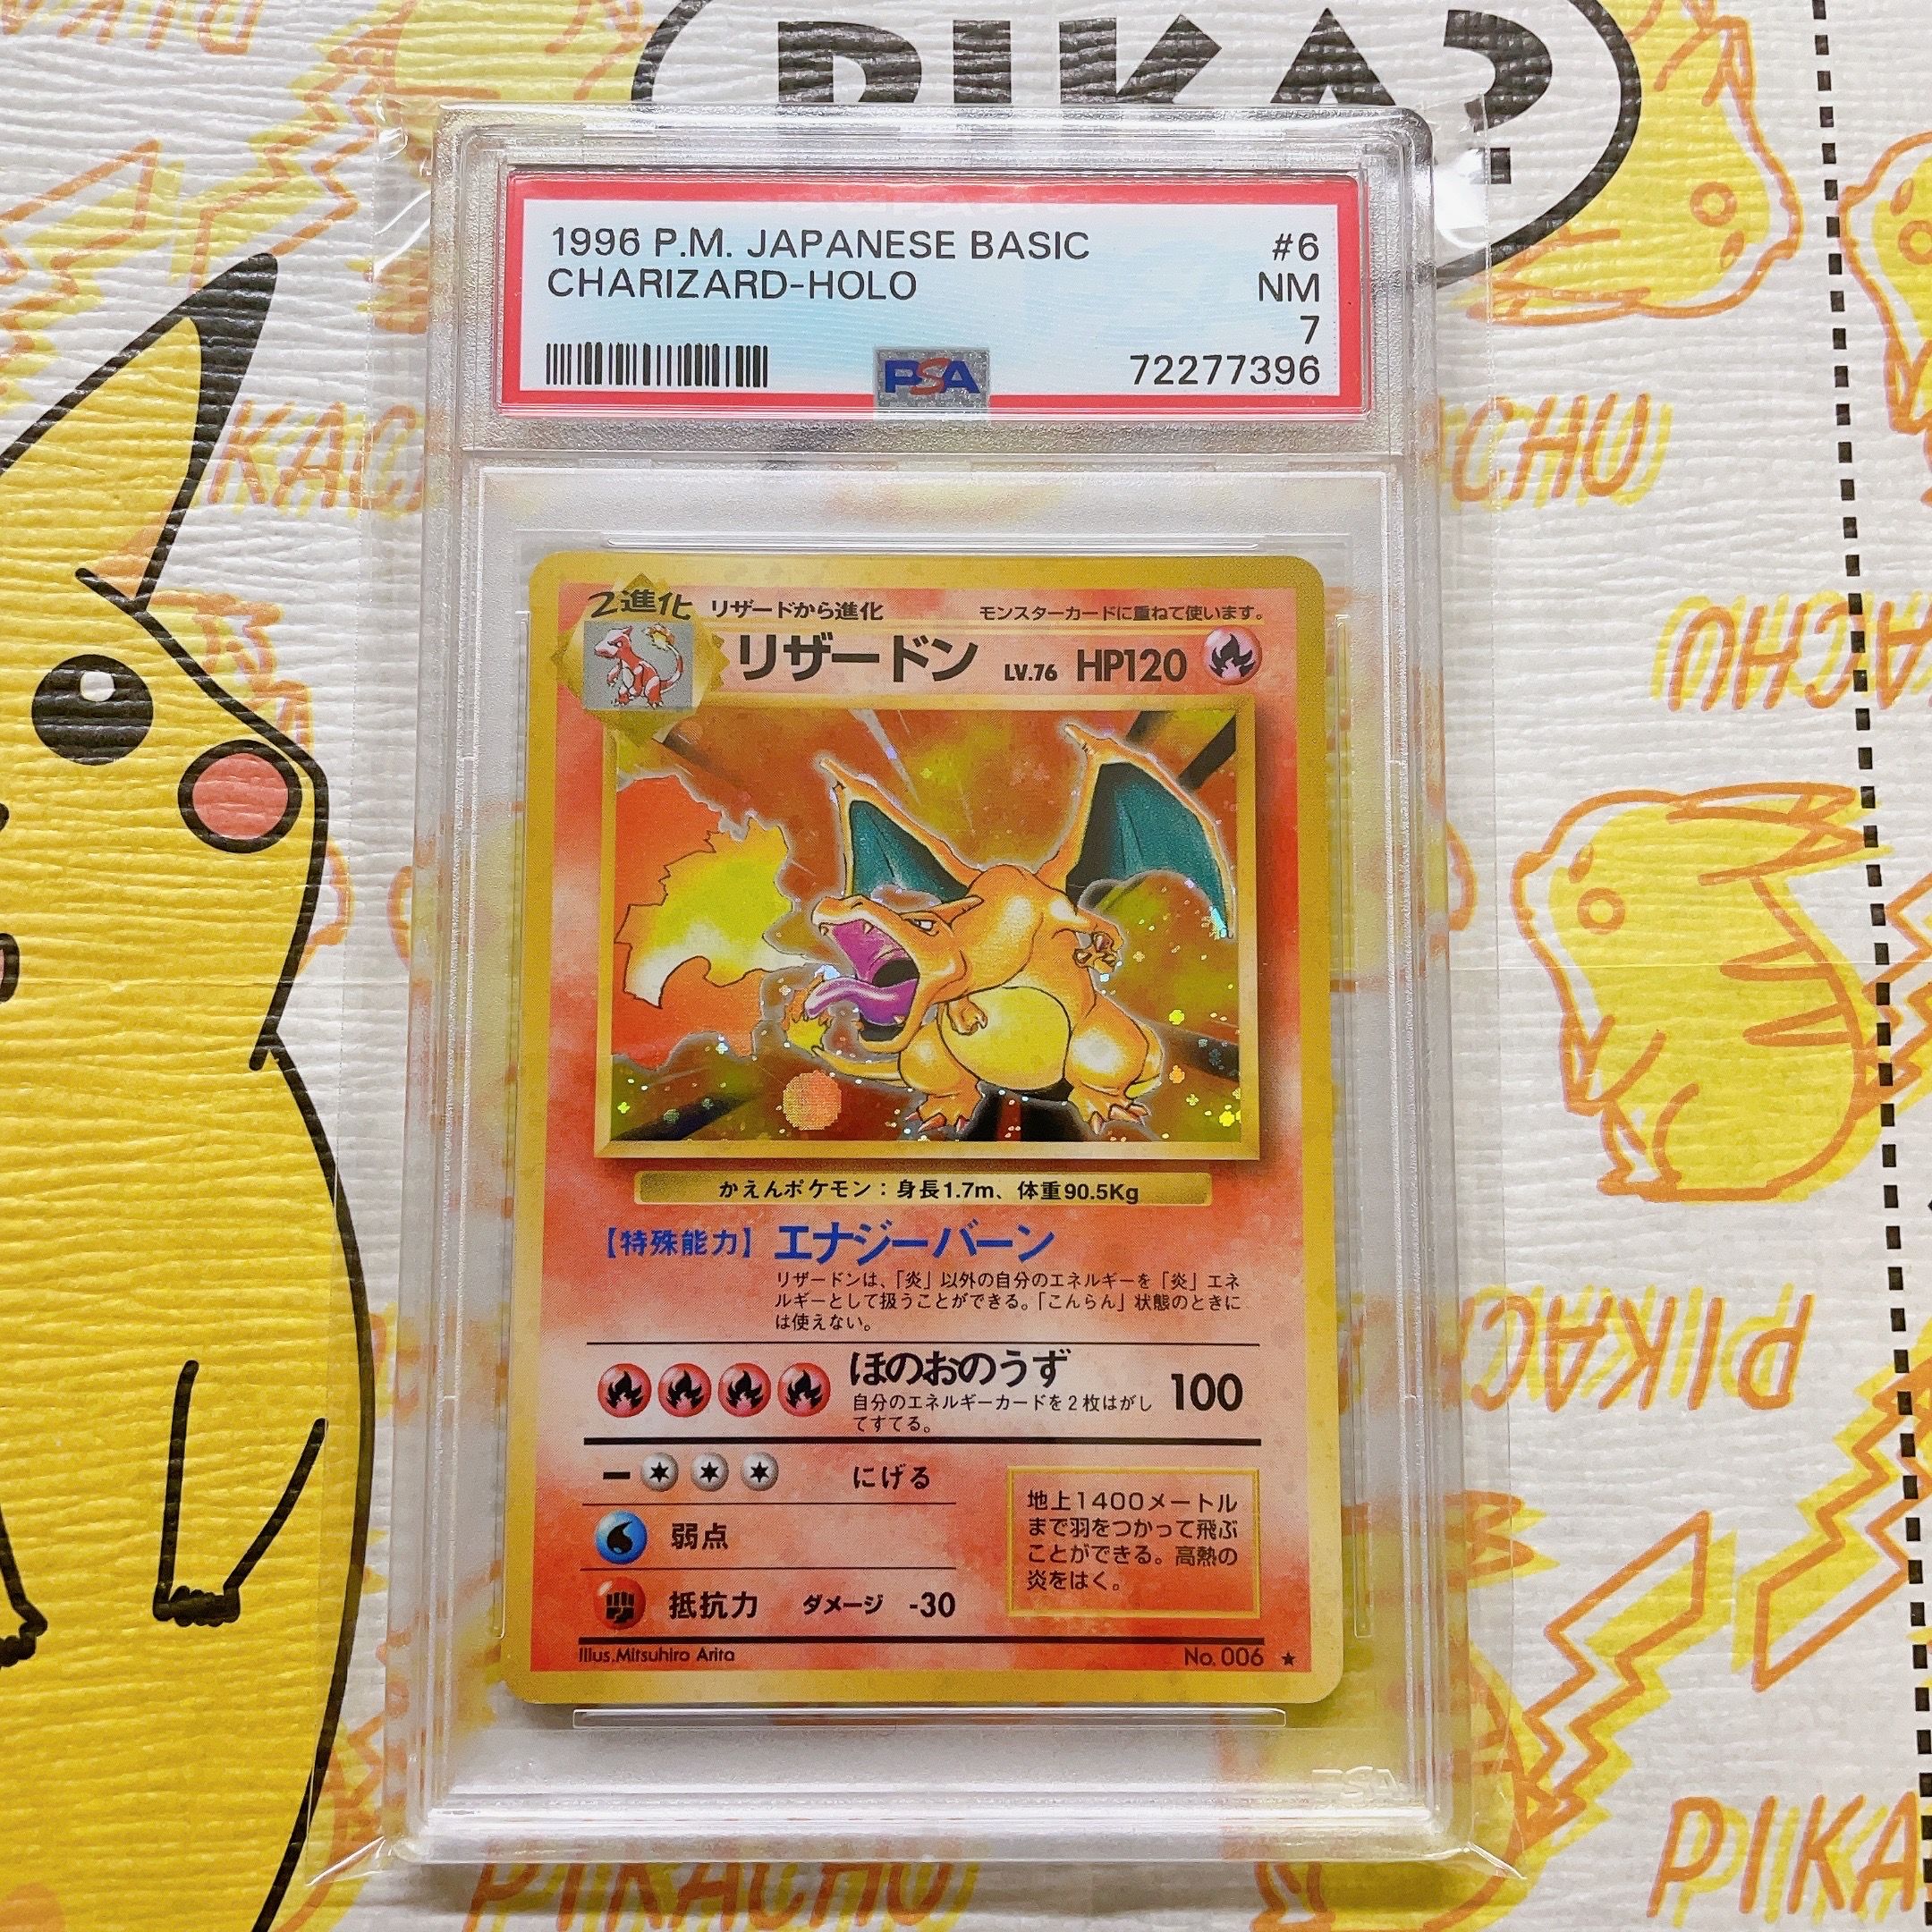 PIKA?
1996 P.M. JAPANESE BASIC #6
CHARIZARD-HOLO NM
7
PSA 72277396
2進化 リザードから進化 モンスターカードに重ねて使います。
リザードン LV.76 HP120
かえんポケモン：身長1.7m、体重90.5Kg
【特殊能力】エナジーバーン
リザードンは、「炎」以外の自分のエネルギーを「炎」エネ
ルギーとして扱うことができる。「こんらん」状態のときに
は使えない。
ほのおのうず 100
自分のエネルギーカードを2枚はがし
てすてる。
にげる
弱点
抵抗力 ダメージ -30
地上1400メートル
まで羽をつかって飛ぶ
ことができる。高熱の
炎をはく。
Illus.Mitsuhiro Arita No. 006 ★
PSA
PIKACHU